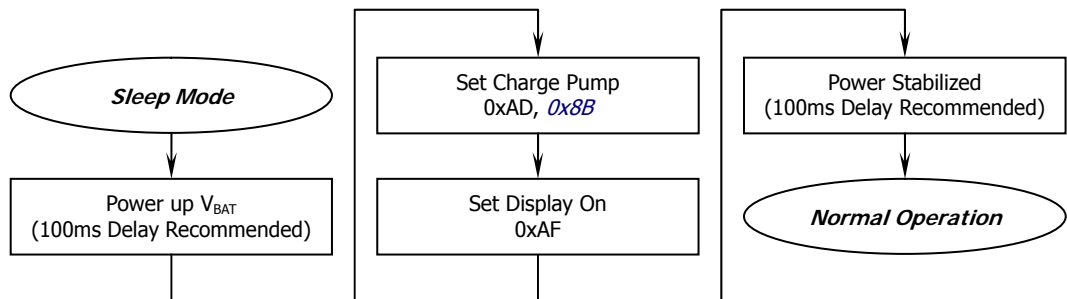 Sleep Mode
Power up VBAT
(100ms Delay Recommended)
Set Charge Pump
0xAD, 0x8B
Set Display On
0xAF
Power Stabilized
(100ms Delay Recommended)
Normal Operation